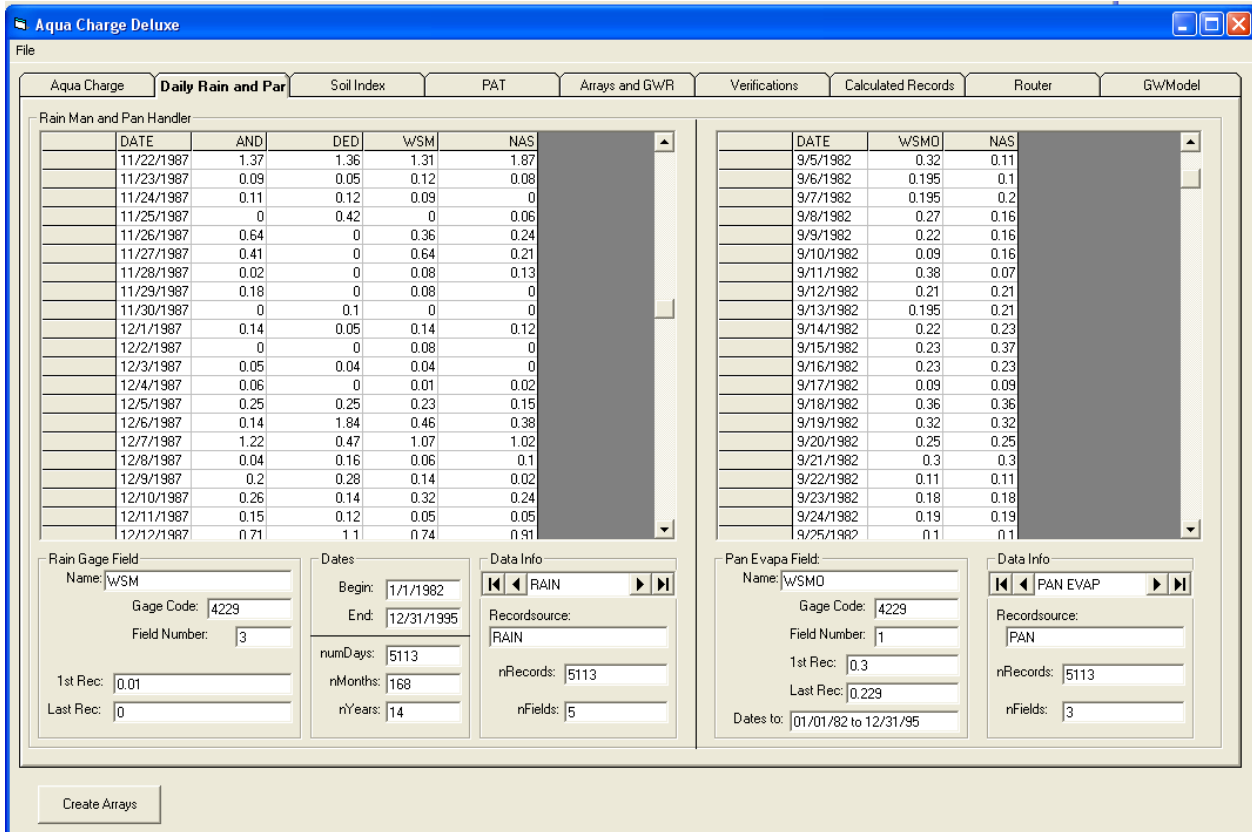 Aqua Charge Deluxe
File
Aqua Charge Daily Rain and Par Soil Index PAT Arrays and GWR Verifications Calculated Records Router GWModel
Rain Man and Pan Handler
DATE AND DED WSM NAS
11/22/1987 1.37 1.36 1.31 1.87
11/23/1987 0.09 0.05 0.12 0.08
11/24/1987 0.11 0.12 0.09 0
11/25/1987 0 0.42 0 0.06
11/26/1987 0.64 0 0.36 0.24
11/27/1987 0.41 0 0.64 0.21
11/28/1987 0.02 0 0.08 0.13
11/29/1987 0.18 0 0.08 0
11/30/1987 0 0.1 0 0
12/1/1987 0.14 0.05 0.14 0.12
12/2/1987 0 0 0.08 0
12/3/1987 0.05 0.04 0.04 0
12/4/1987 0.06 0 0.01 0.02
12/5/1987 0.25 0.25 0.23 0.15
12/6/1987 0.14 1.84 0.46 0.38
12/7/1987 1.22 0.47 1.07 1.02
12/8/1987 0.04 0.16 0.06 0.1
12/9/1987 0.2 0.28 0.14 0.02
12/10/1987 0.26 0.14 0.32 0.24
12/11/1987 0.15 0.12 0.05 0.05
12/12/1987 0.71 1.1 0.74 0.91
DATE WSMO NAS
9/5/1982 0.32 0.11
9/6/1982 0.195 0.1
9/7/1982 0.195 0.2
9/8/1982 0.27 0.16
9/9/1982 0.22 0.16
9/10/1982 0.09 0.16
9/11/1982 0.38 0.07
9/12/1982 0.21 0.21
9/13/1982 0.195 0.21
9/14/1982 0.22 0.23
9/15/1982 0.23 0.37
9/16/1982 0.23 0.23
9/17/1982 0.09 0.09
9/18/1982 0.36 0.36
9/19/1982 0.32 0.32
9/20/1982 0.25 0.25
9/21/1982 0.3 0.3
9/22/1982 0.11 0.11
9/23/1982 0.18 0.18
9/24/1982 0.19 0.19
9/25/1982 0.1 0.1
Rain Gage Field
Name: WSM
Gage Code: 4229
Field Number: 3
1st Rec: 0.01
Last Rec: 0
Dates
Begin: 1/1/1982
End: 12/31/1995
numDays: 5113
nMonths: 168
nYears: 14
Data Info
RAIN
Recordsource:
RAIN
nRecords: 5113
nFields: 5
Pan Evapa Field:
Name: WSMO
Gage Code: 4229
Field Number: 1
1st Rec: 0.3
Last Rec: 0.229
Dates to: 01/01/82 to 12/31/95
Data Info
PAN EVAP
Recordsource:
PAN
nRecords: 5113
nFields: 3
Create Arrays